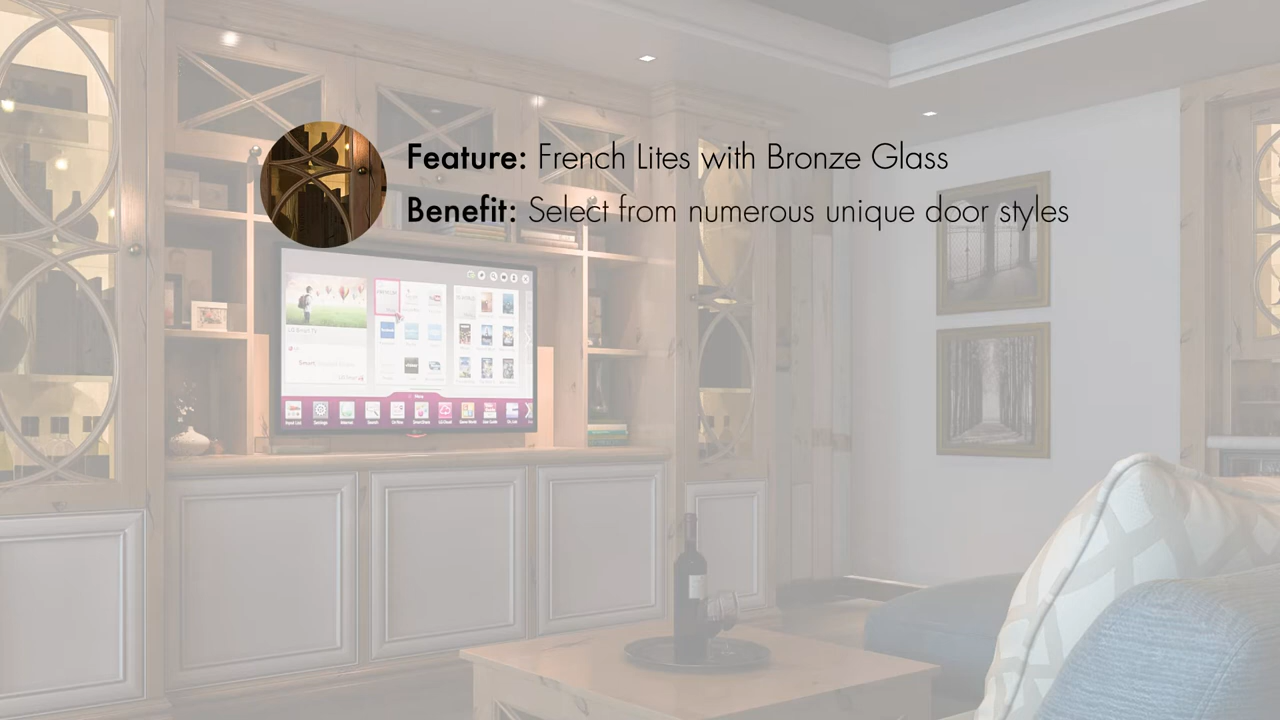 Feature: French Lites with Bronze Glass
Benefit: Select from numerous unique door styles